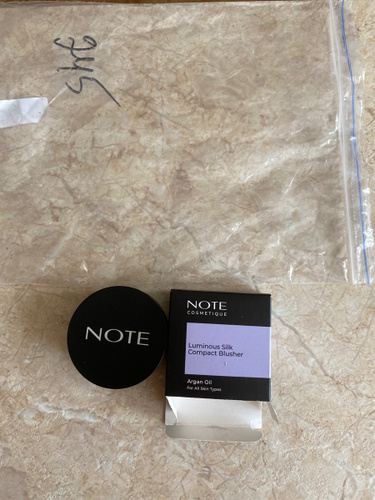 NOTE
NOTE
COSMETIQUE
Luminous Silk
Compact Blusher
Argan Oil
For All Skin Types